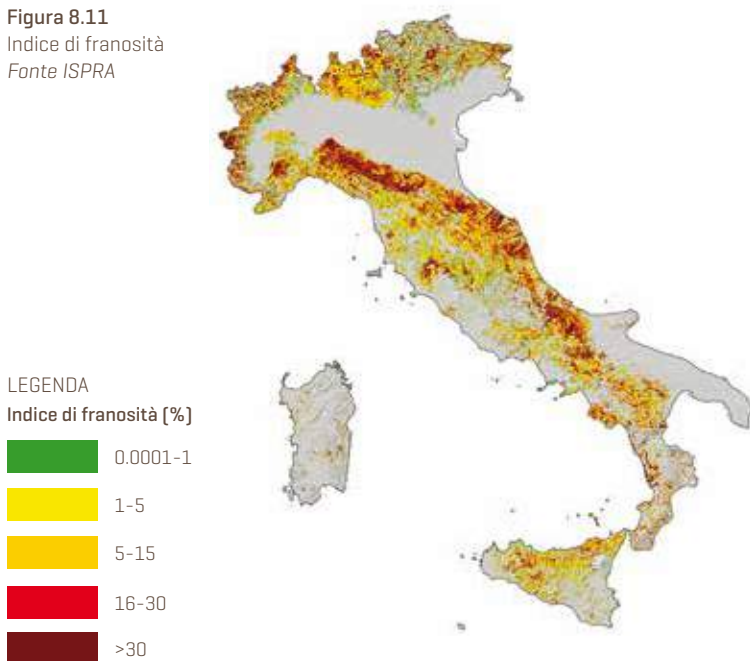 Figura 8.11
Indice di franosità
Fonte ISPRA
LEGENDA
Indice di franosità (%)
0.0001-1
1-5
5-15
16-30
>30